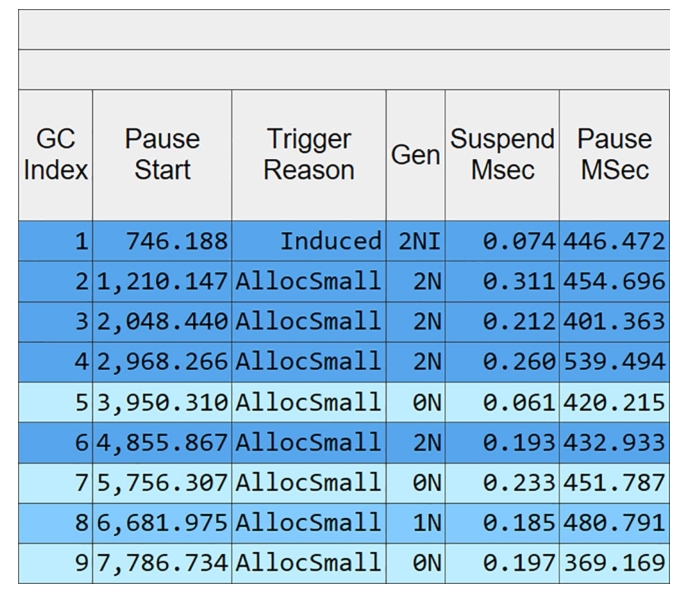 GC Index Pause Start Trigger Reason Gen Suspend Msec Pause MSec
1 746.188 Induced 2NI 0.074 446.472
2 1,210.147 AllocSmall 2N 0.311 454.696
3 2,048.440 AllocSmall 2N 0.212 401.363
4 2,968.266 AllocSmall 2N 0.260 539.494
5 3,950.310 AllocSmall 0N 0.061 420.215
6 4,855.867 AllocSmall 2N 0.193 432.933
7 5,756.307 AllocSmall 0N 0.233 451.787
8 6,681.975 AllocSmall 1N 0.185 480.791
9 7,786.734 AllocSmall 0N 0.197 369.169